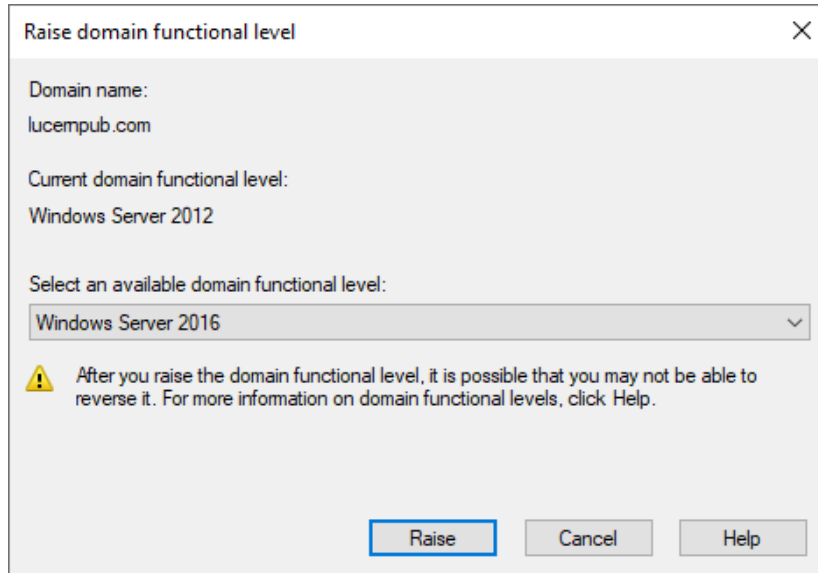 Raise domain functional level
Domain name:
lucernpub.com
Current domain functional level:
Windows Server 2012
Select an available domain functional level:
Windows Server 2016
After you raise the domain functional level, it is possible that you may not be able to
reverse it. For more information on domain functional levels, click Help.
Raise Cancel Help